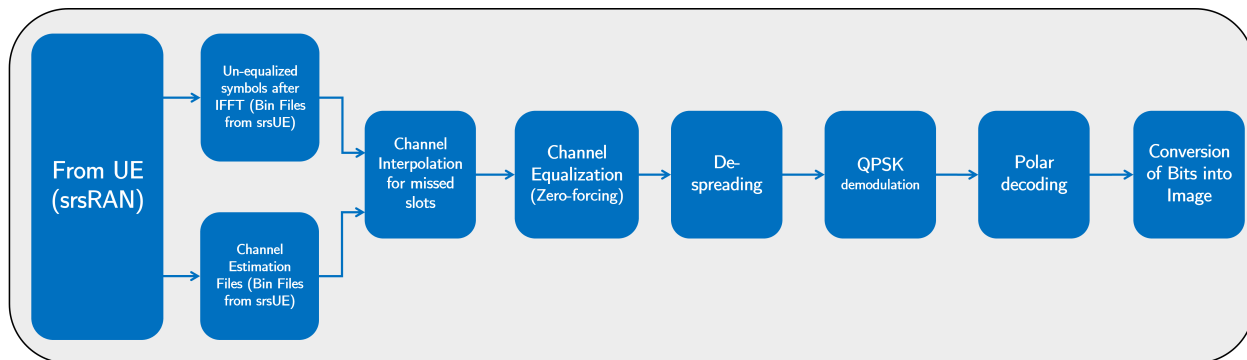 From UE
(srsRAN)
Un-equalized
symbols after
IFFT (Bin Files
from srsUE)
Channel
Estimation
Files (Bin Files
from srsUE)
Channel
Interpolation
for missed
slots
Channel
Equalization
(Zero-forcing)
De-
spreading
QPSK
demodulation
Polar
decoding
Conversion
of Bits into
Image